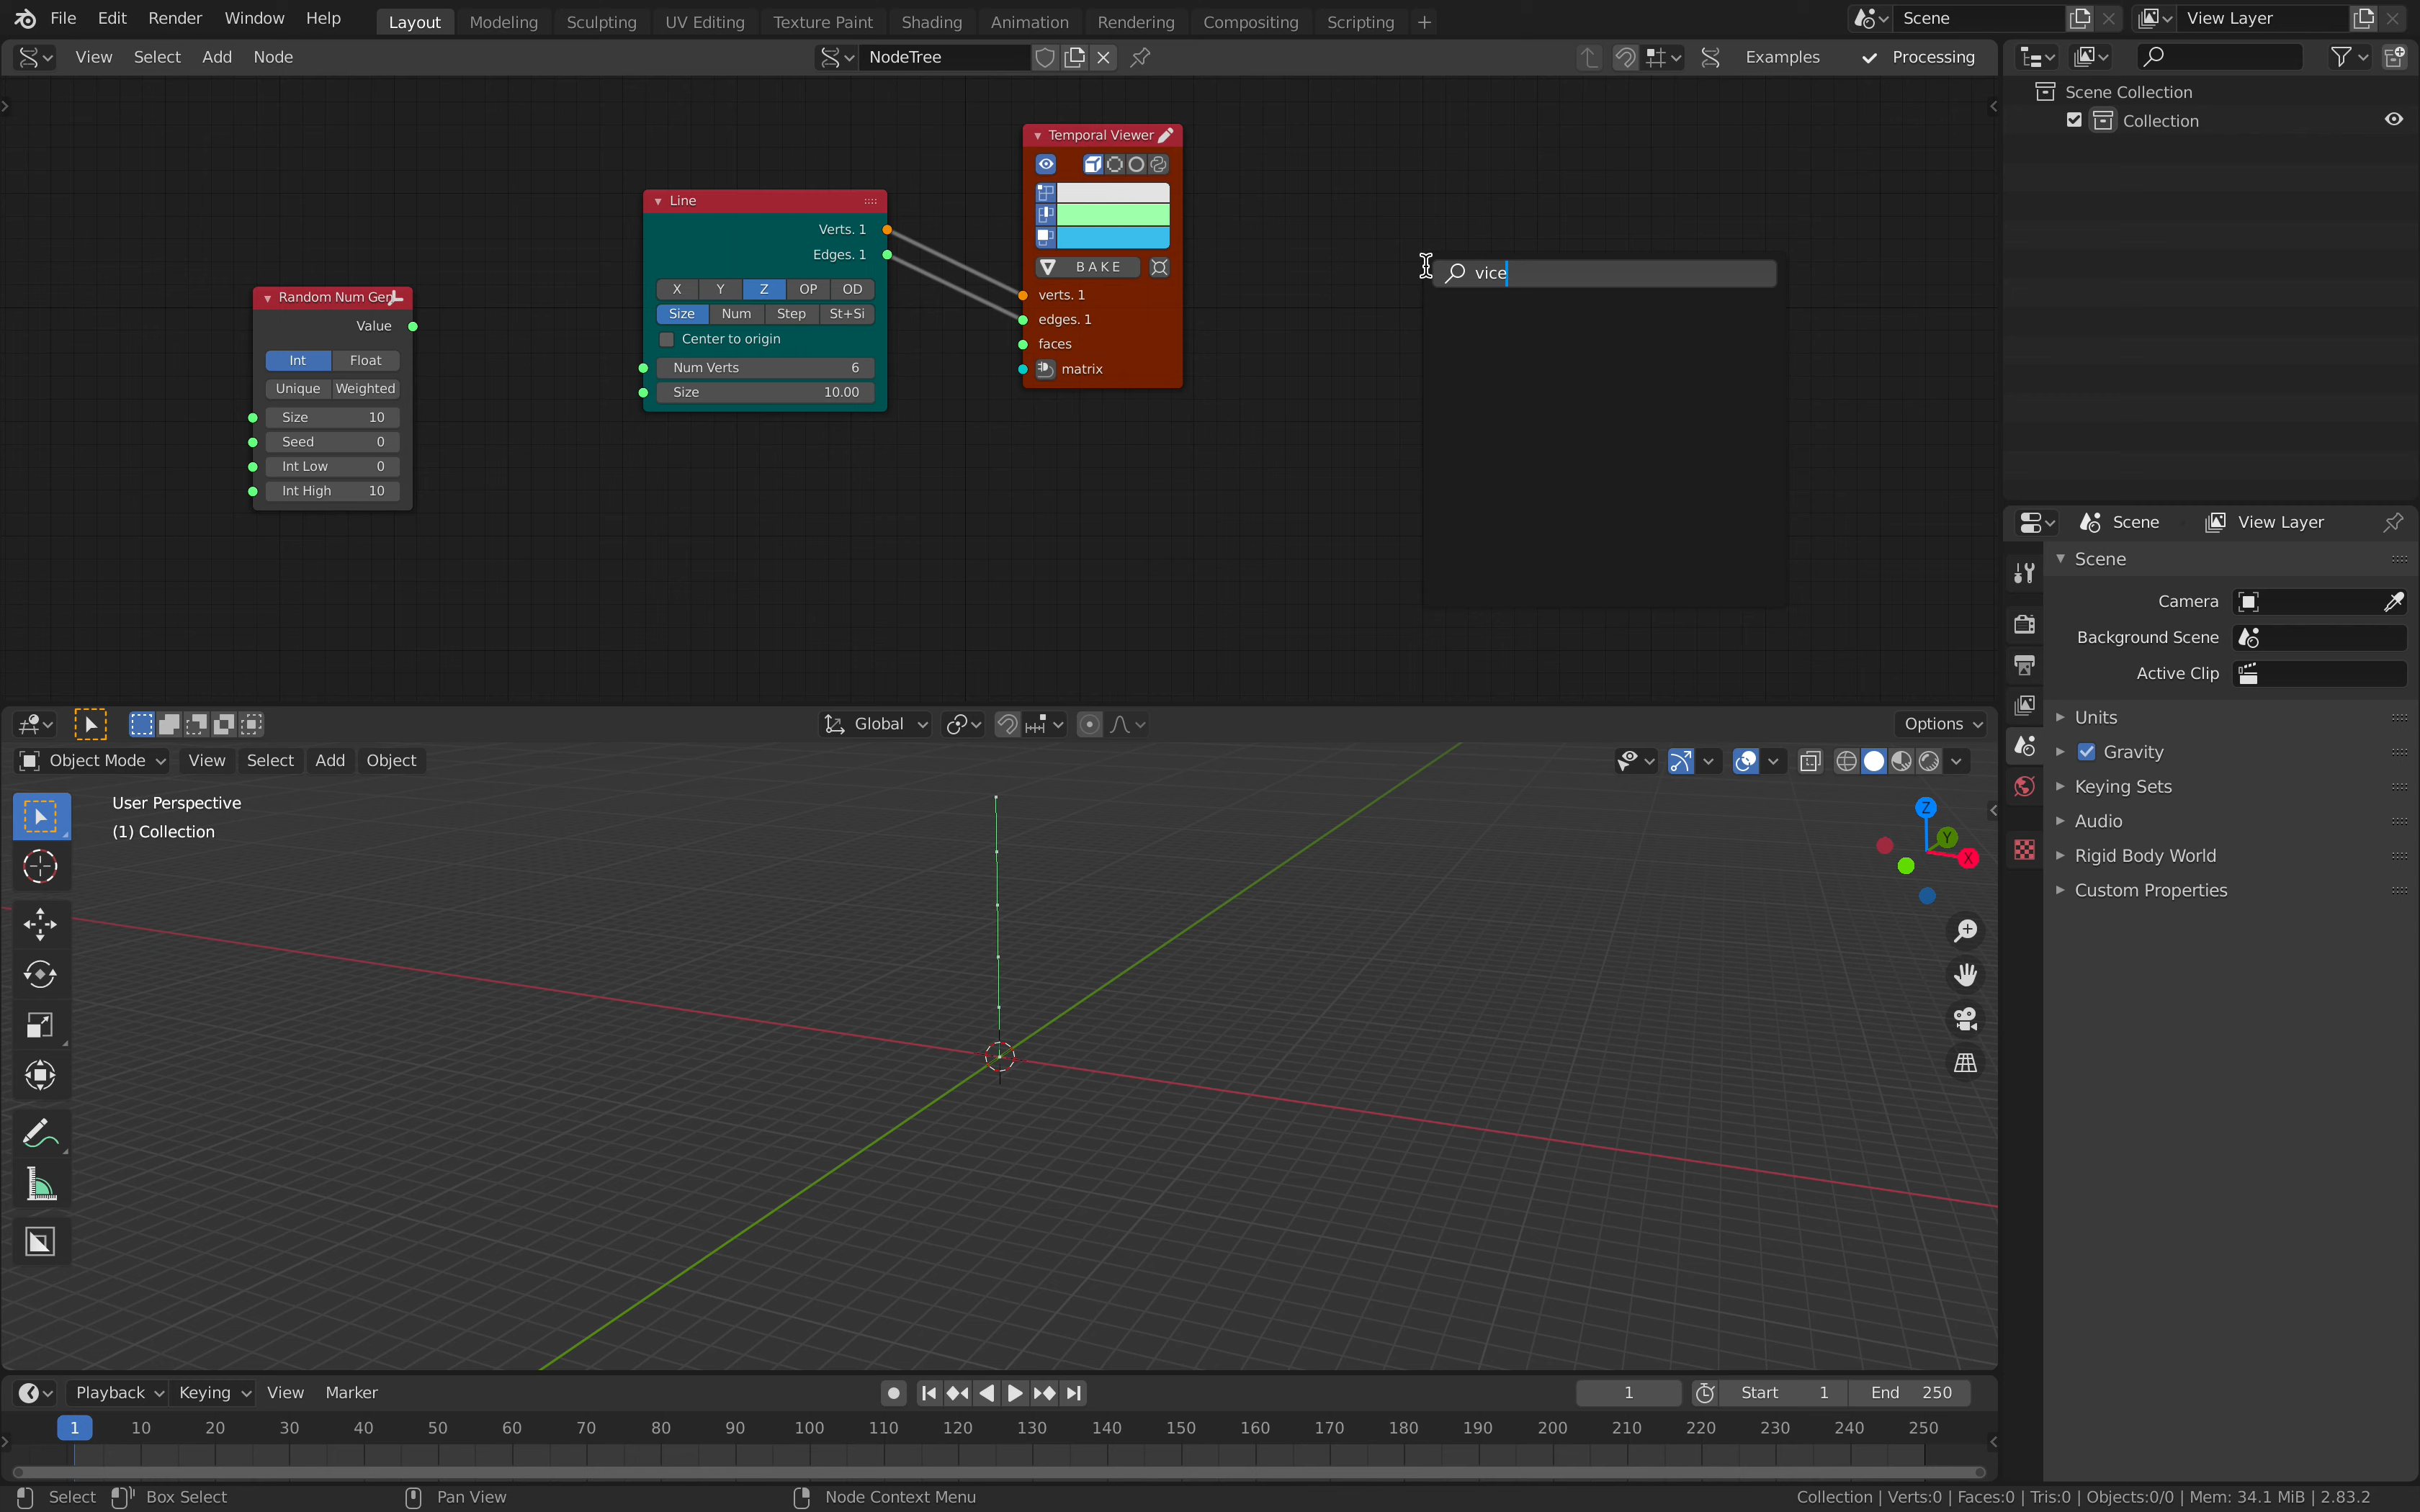 File Edit Render Window Help Layout Modeling Sculpting UV Editing Texture Paint Shading Animation Rendering Compositing Scripting + Scene View Layer
View Select Add Node NodeTree Examples Processing
Scene Collection
Collection
Temporal Viewer
BAKE
verts. 1
edges. 1
faces
matrix
Line
Verts. 1
Edges. 1
X Y Z OP OD
Size Num Step St+Si
Center to origin
Num Verts 6
Size 10.00
Random Num Gen
Value
Int Float
Unique Weighted
Size 10
Seed 0
Int Low 0
Int High 10
vice
Scene View Layer
Scene
Camera
Background Scene
Active Clip
Units
Gravity
Keying Sets
Audio
Rigid Body World
Custom Properties
Global Options
Object Mode View Select Add Object
User Perspective
(1) Collection
Z
Y
X
Playback Keying View Marker 1 Start 1 End 250
1 10 20 30 40 50 60 70 80 90 100 110 120 130 140 150 160 170 180 190 200 210 220 230 240 250
Select Box Select Pan View Node Context Menu Collection | Verts:0 | Faces:0 | Tris:0 | Objects:0/0 | Mem: 34.1 MiB | 2.83.2